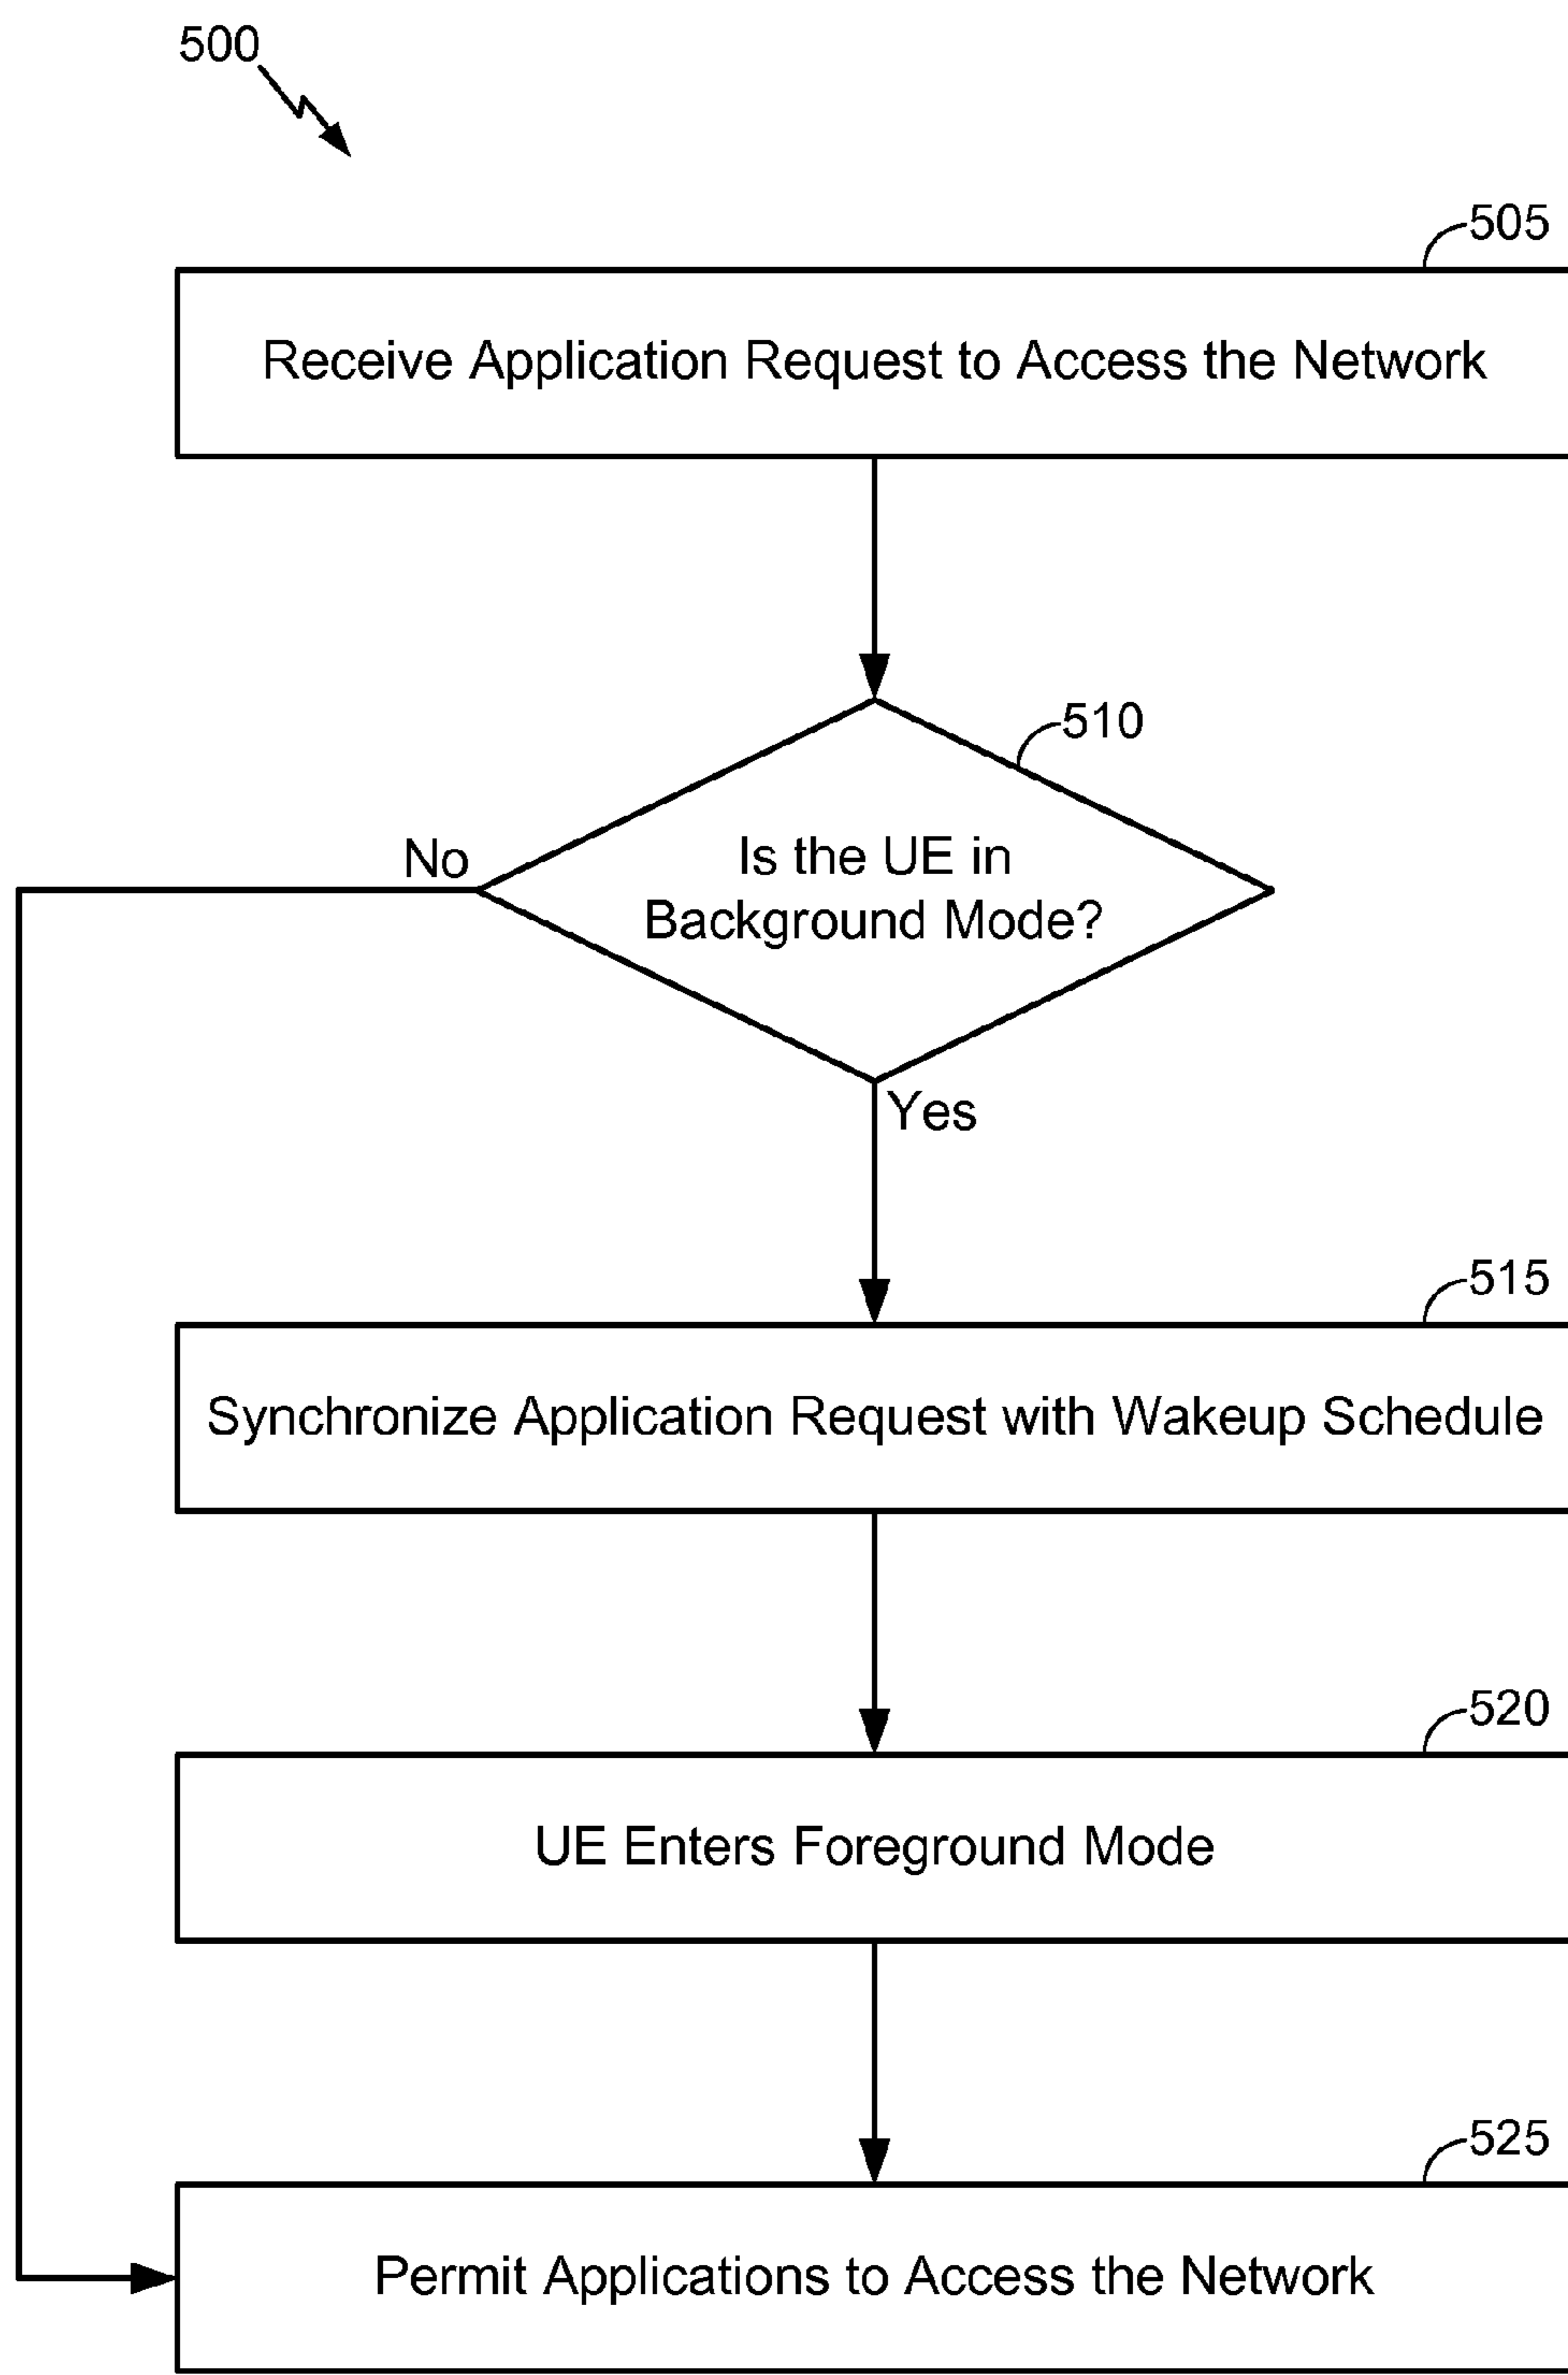 500
505
Receive Application Request to Access the Network
510
Is the UE in
Background Mode?
No
Yes
515
Synchronize Application Request with Wakeup Schedule
520
UE Enters Foreground Mode
525
Permit Applications to Access the Network